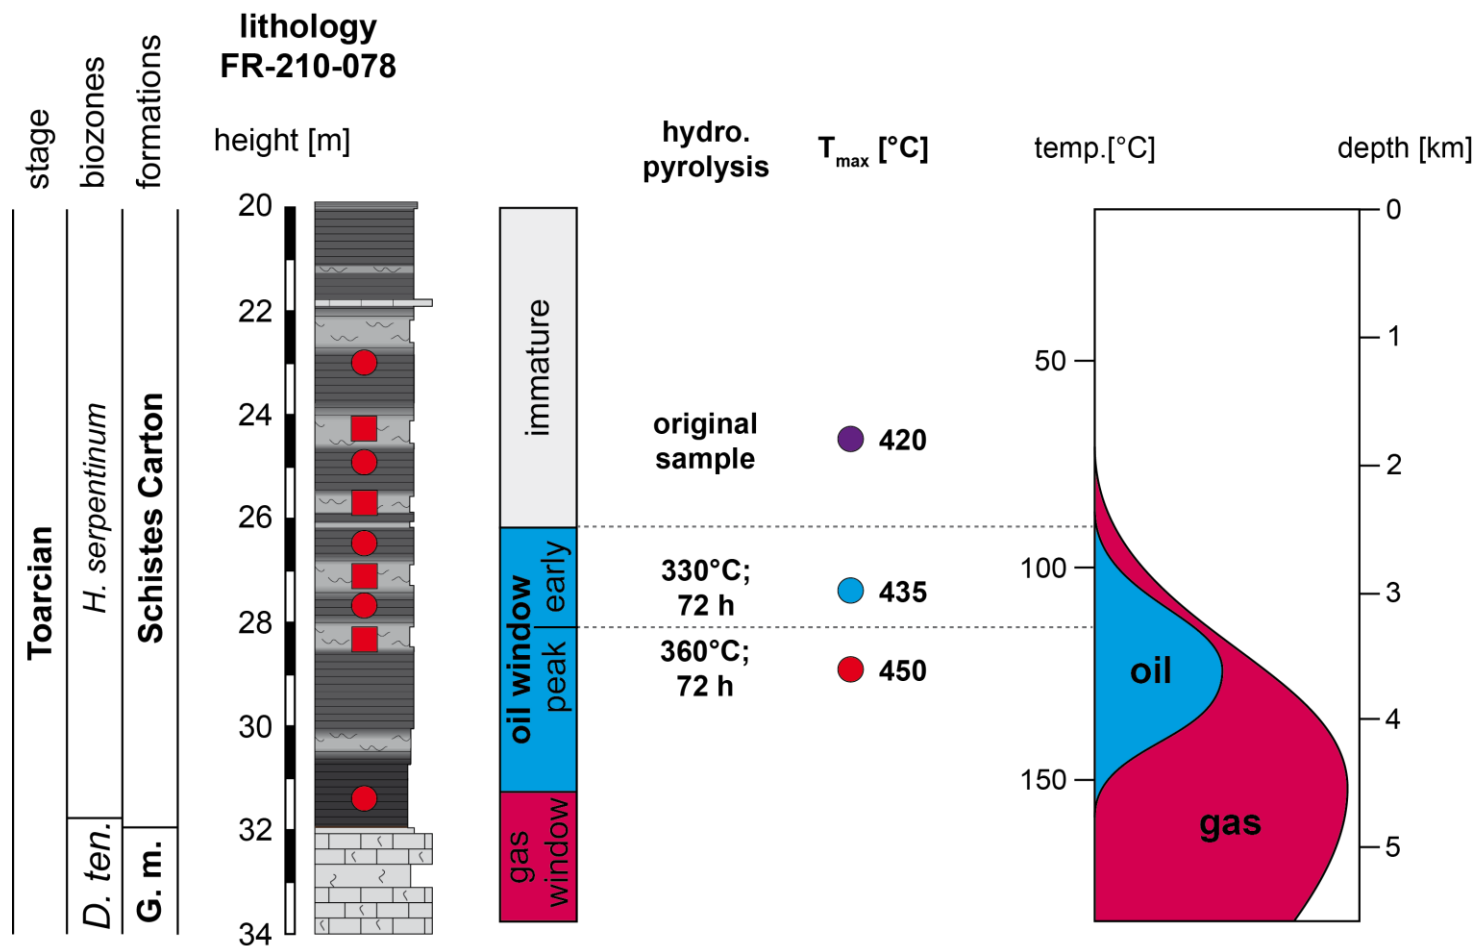 lithology
FR-210-078
stage
biozones
formations
height [m]
hydro.
pyrolysis
Tmax [°C]
temp.[°C]
depth [km]
Toarcian
H. serpentinum
D. ten.
Schistes Carton
G. m.
20
22
24
26
28
30
32
34
immature
oil window
early
peak
gas
window
original
sample
420
330°C;
72 h
435
360°C;
72 h
450
50
100
150
oil
gas
0
1
2
3
4
5